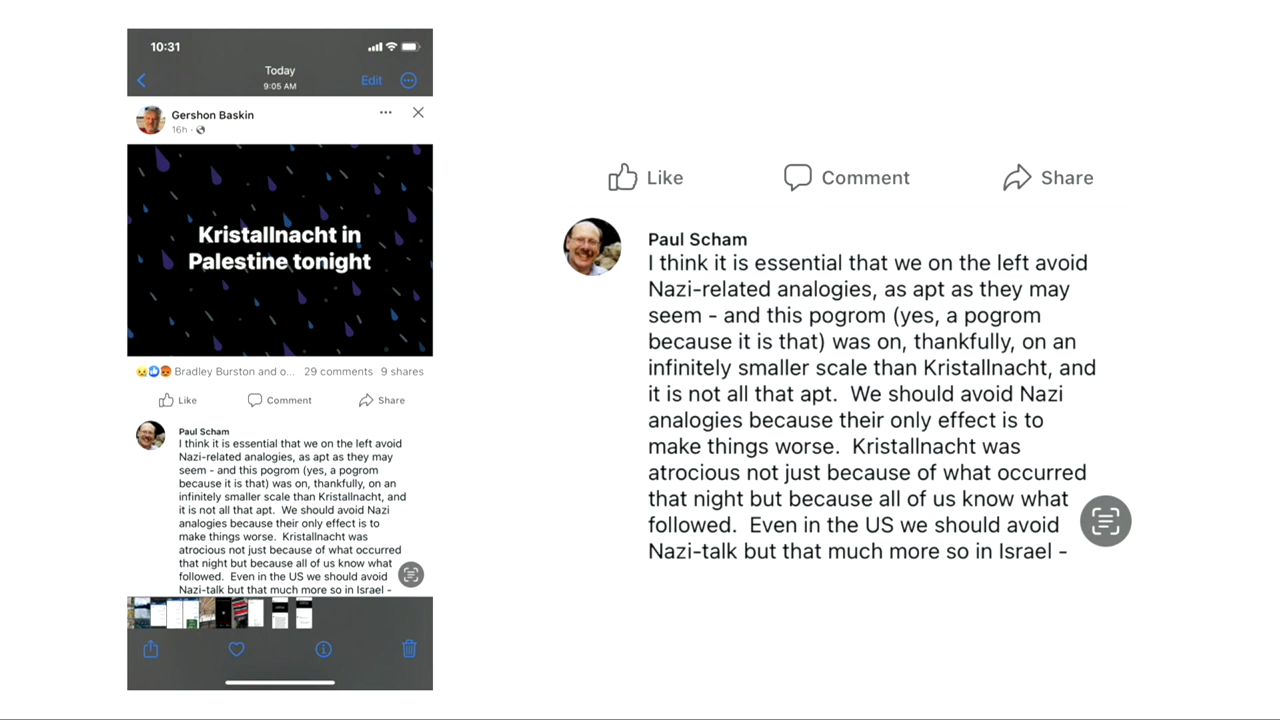 10:31
Today
9:05 AM
Edit
Gershon Baskin
16h ·
Kristallnacht in
Palestine tonight
Bradley Burston and o... 29 comments 9 shares
Like Comment Share
Paul Scham
I think it is essential that we on the left avoid
Nazi-related analogies, as apt as they may
seem - and this pogrom (yes, a pogrom
because it is that) was on, thankfully, on an
infinitely smaller scale than Kristallnacht, and
it is not all that apt.  We should avoid Nazi
analogies because their only effect is to
make things worse.  Kristallnacht was
atrocious not just because of what occurred
that night but because all of us know what
followed.  Even in the US we should avoid
Nazi-talk but that much more so in Israel -
Like Comment Share
Paul Scham
I think it is essential that we on the left avoid
Nazi-related analogies, as apt as they may
seem - and this pogrom (yes, a pogrom
because it is that) was on, thankfully, on an
infinitely smaller scale than Kristallnacht, and
it is not all that apt.  We should avoid Nazi
analogies because their only effect is to
make things worse.  Kristallnacht was
atrocious not just because of what occurred
that night but because all of us know what
followed.  Even in the US we should avoid
Nazi-talk but that much more so in Israel -